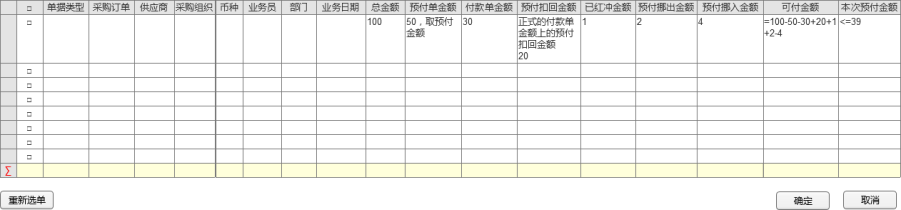 单据类型 采购订单 供应商 采购组织 币种 业务员 部门 业务日期 总金额 预付单金额 付款单金额 预付扣回金额 已红冲金额 预付挪出金额 预付挪入金额 可付金额 本次预付金额
100 50，取预付 30 正式的付款单 1 2 4 =100-50-30+20+1 <=39
金额 金额上的预付 +2-4
扣回金额
20
∑
重新选单 确定 取消